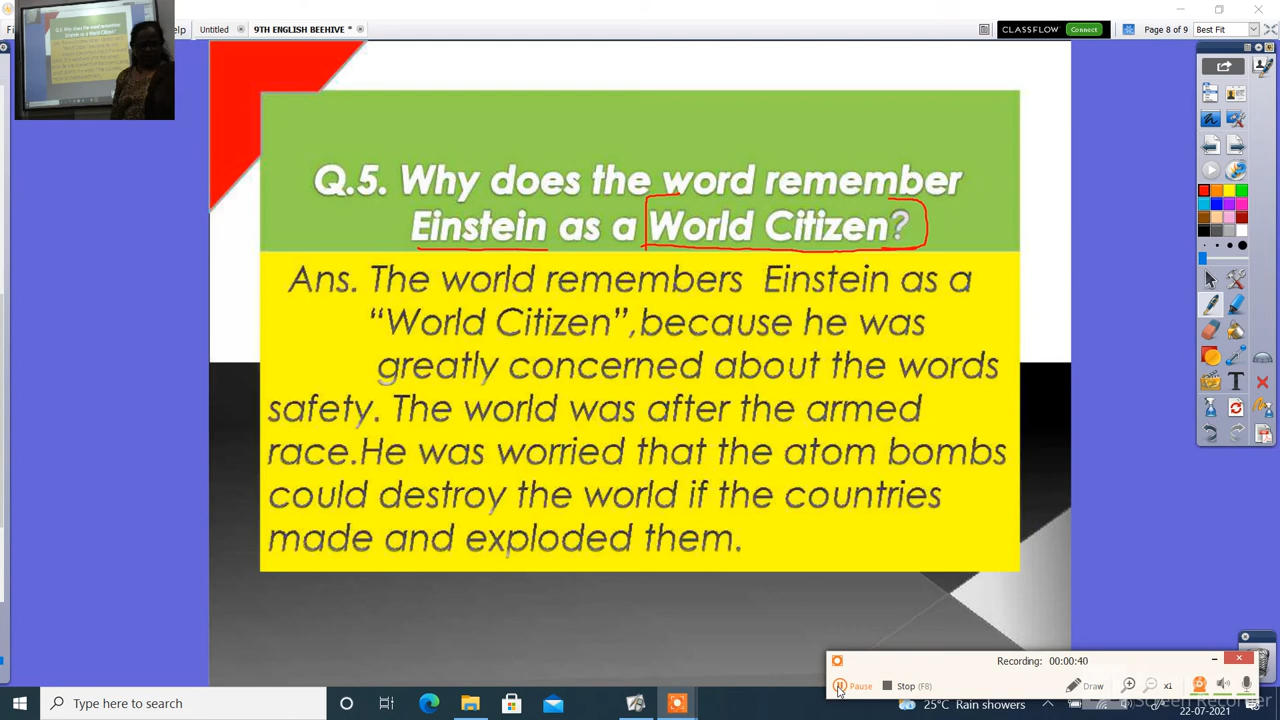 Untitled
9TH ENGLISH BEEHIVE *
CLASSFLOW
Connect
Page 8 of 9
Best Fit
Q.5. Why does the word remember
Einstein as a World Citizen?
Ans. The world remembers Einstein as a
“World Citizen”,because he was
greatly concerned about the words
safety. The world was after the armed
race.He was worried that the atom bombs
could destroy the world if the countries
made and exploded them.
Recording: 00:00:40
Pause
Stop (F8)
Draw
x1
Type here to search
25°C Rain showers
22-07-2021
Screen Recorder